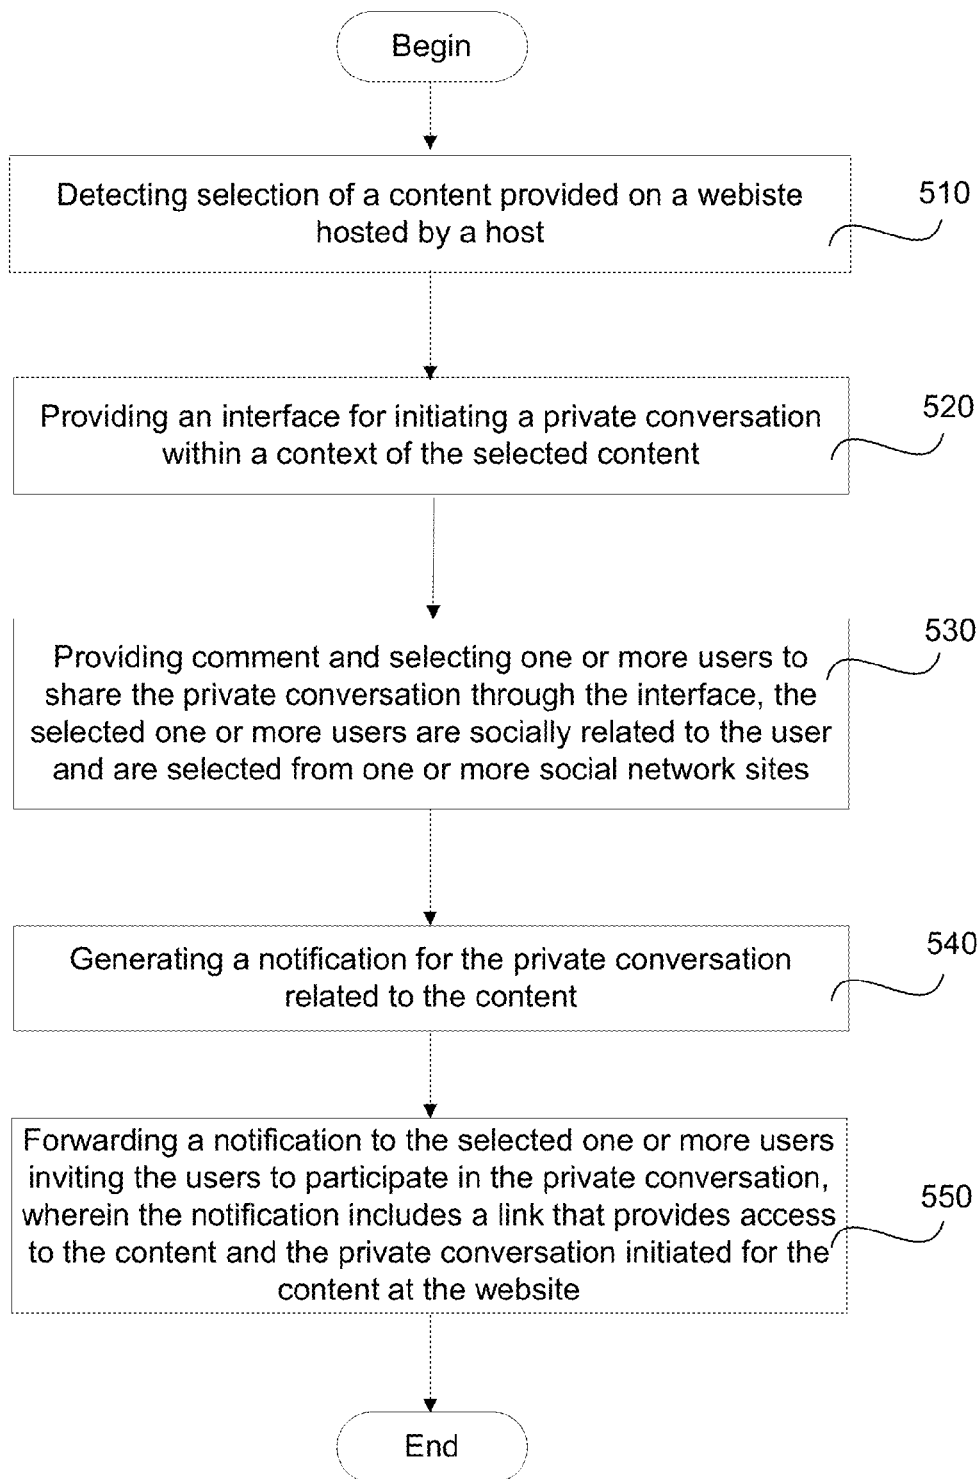 Begin
Detecting selection of a content provided on a webiste
hosted by a host
510
Providing an interface for initiating a private conversation
within a context of the selected content
520
Providing comment and selecting one or more users to
share the private conversation through the interface, the
selected one or more users are socially related to the user
and are selected from one or more social network sites
530
Generating a notification for the private conversation
related to the content
540
Forwarding a notification to the selected one or more users
inviting the users to participate in the private conversation,
wherein the notification includes a link that provides access
to the content and the private conversation initiated for the
content at the website
550
End